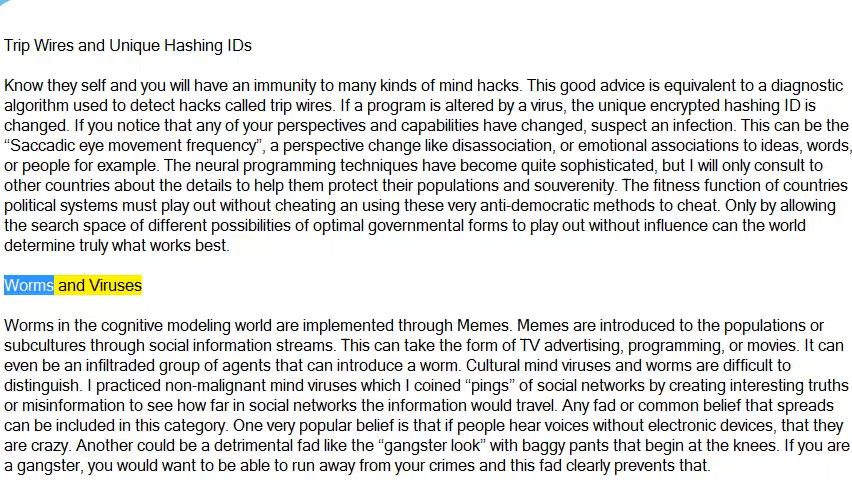 Trip Wires and Unique Hashing IDs
Know they self and you will have an immunity to many kinds of mind hacks. This good advice is equivalent to a diagnostic
algorithm used to detect hacks called trip wires. If a program is altered by a virus, the unique encrypted hashing ID is
changed. If you notice that any of your perspectives and capabilities have changed, suspect an infection. This can be the
“Saccadic eye movement frequency”, a perspective change like disassociation, or emotional associations to ideas, words,
or people for example. The neural programming techniques have become quite sophisticated, but I will only consult to
other countries about the details to help them protect their populations and souverenity. The fitness function of countries
political systems must play out without cheating an using these very anti-democratic methods to cheat. Only by allowing
the search space of different possibilities of optimal governmental forms to play out without influence can the world
determine truly what works best.
Worms and Viruses
Worms in the cognitive modeling world are implemented through Memes. Memes are introduced to the populations or
subcultures through social information streams. This can take the form of TV advertising, programming, or movies. It can
even be an infiltraded group of agents that can introduce a worm. Cultural mind viruses and worms are difficult to
distinguish. I practiced non-malignant mind viruses which I coined “pings” of social networks by creating interesting truths
or misinformation to see how far in social networks the information would travel. Any fad or common belief that spreads
can be included in this category. One very popular belief is that if people hear voices without electronic devices, that they
are crazy. Another could be a detrimental fad like the “gangster look” with baggy pants that begin at the knees. If you are
a gangster, you would want to be able to run away from your crimes and this fad clearly prevents that.